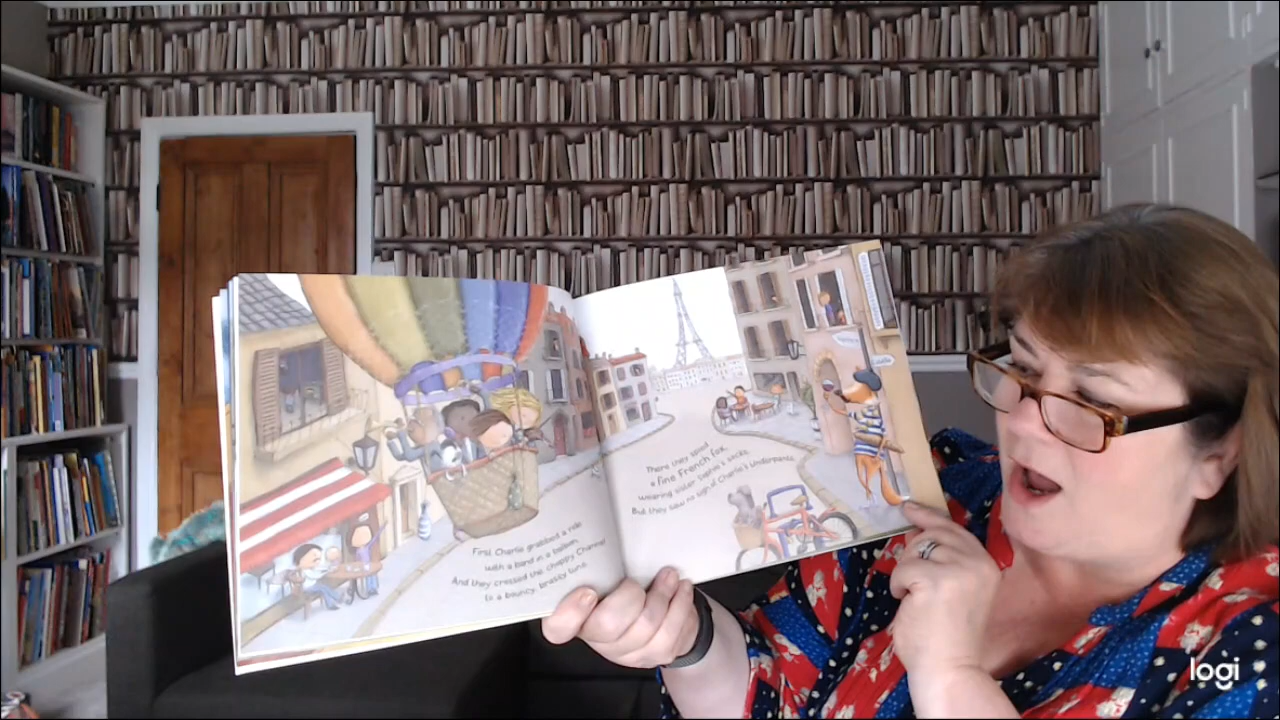 First Charlie grabbed a ride
with a band in a balloon.
And they crossed the choppy Channel
to a bouncy, brassy tune.
There they spied
a fine French fox,
wearing sister Sophie's socks.
But they saw no sign of Charlie's Underpants.
logi